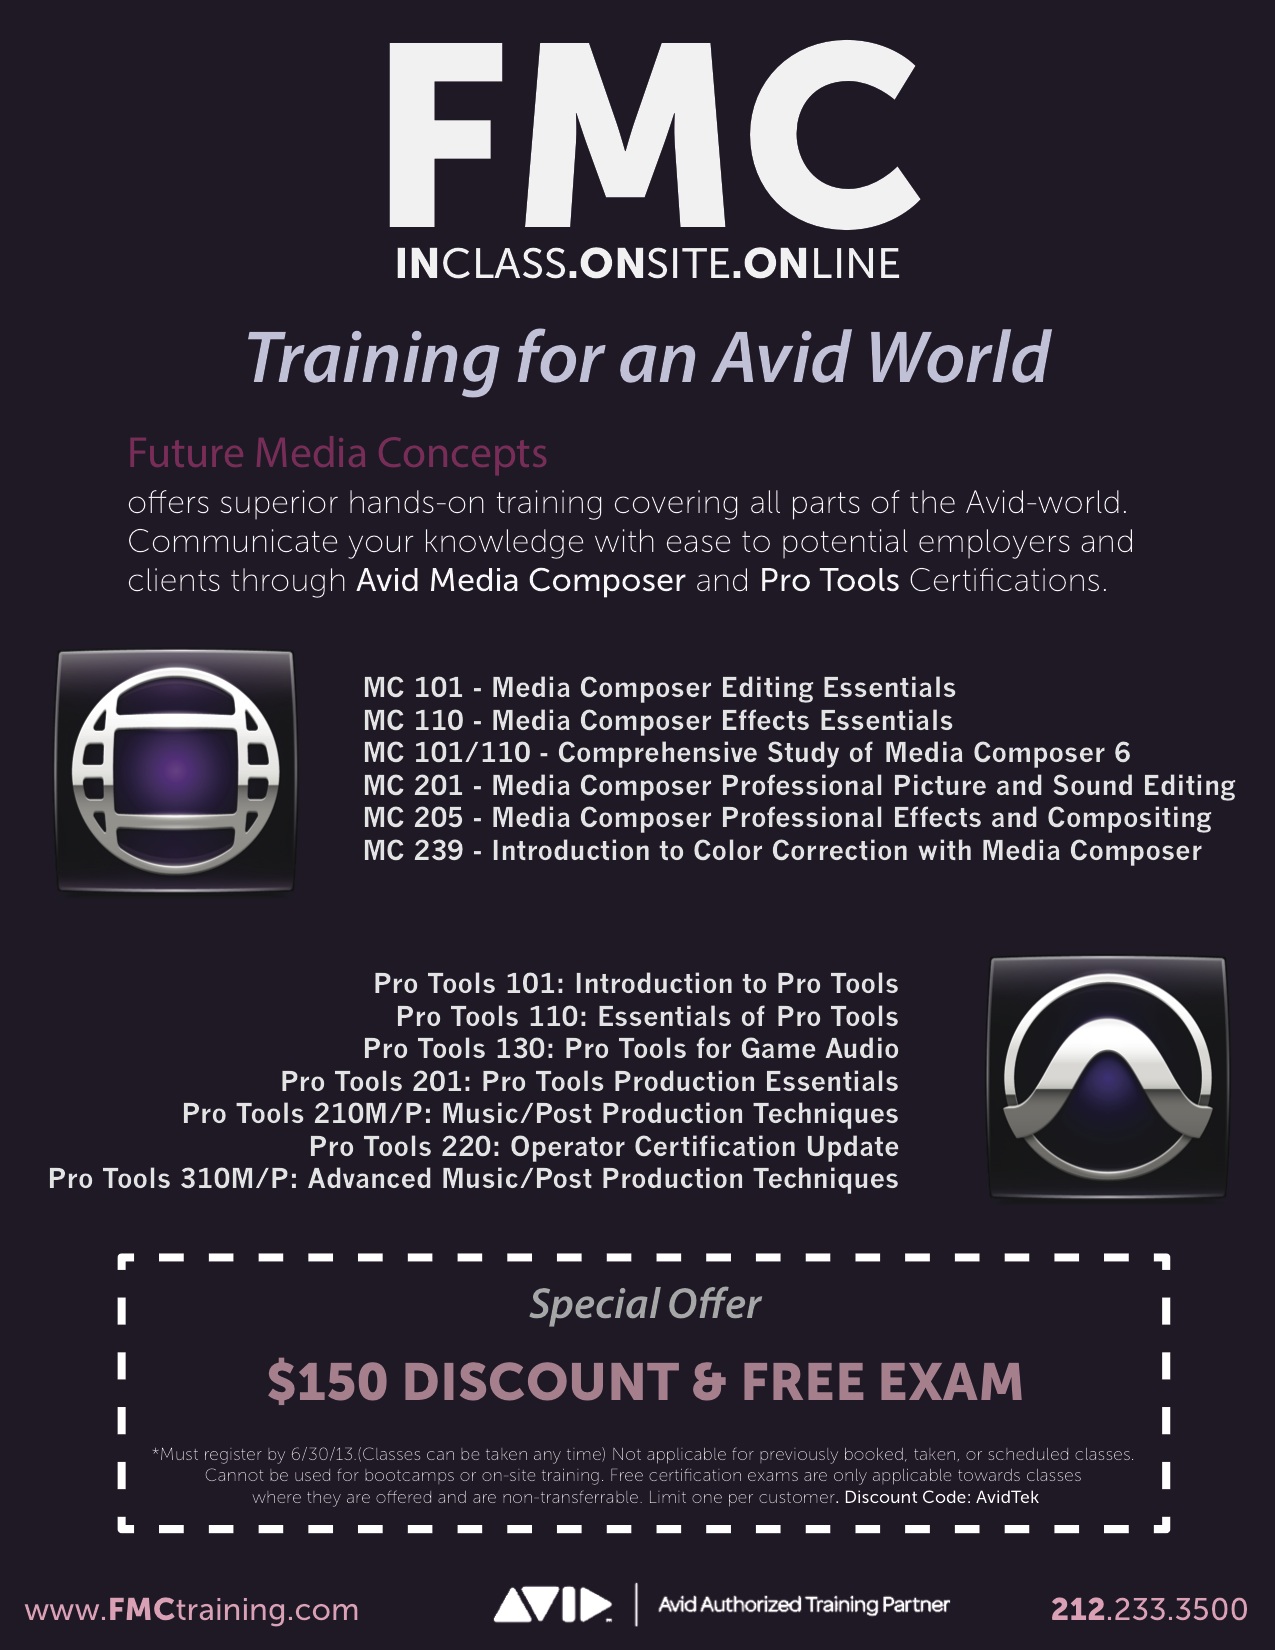 FMC
INCLASS.ONSITE.ONLINE
Training for an Avid World
Future Media Concepts
offers superior hands-on training covering all parts of the Avid-world.
Communicate your knowledge with ease to potential employers and
clients through Avid Media Composer and Pro Tools Certifications.
MC 101 - Media Composer Editing Essentials
MC 110 - Media Composer Effects Essentials
MC 101/110 - Comprehensive Study of Media Composer 6
MC 201 - Media Composer Professional Picture and Sound Editing
MC 205 - Media Composer Professional Effects and Compositing
MC 239 - Introduction to Color Correction with Media Composer
Pro Tools 101: Introduction to Pro Tools
Pro Tools 110: Essentials of Pro Tools
Pro Tools 130: Pro Tools for Game Audio
Pro Tools 201: Pro Tools Production Essentials
Pro Tools 210M/P: Music/Post Production Techniques
Pro Tools 220: Operator Certification Update
Pro Tools 310M/P: Advanced Music/Post Production Techniques
Special Offer
$150 DISCOUNT & FREE EXAM
*Must register by 6/30/13.(Classes can be taken any time) Not applicable for previously booked, taken, or scheduled classes.
Cannot be used for bootcamps or on-site training. Free certification exams are only applicable towards classes
where they are offered and are non-transferrable. Limit one per customer. Discount Code: AvidTek
www.FMCtraining.com
AVID
Avid Authorized Training Partner
212.233.3500